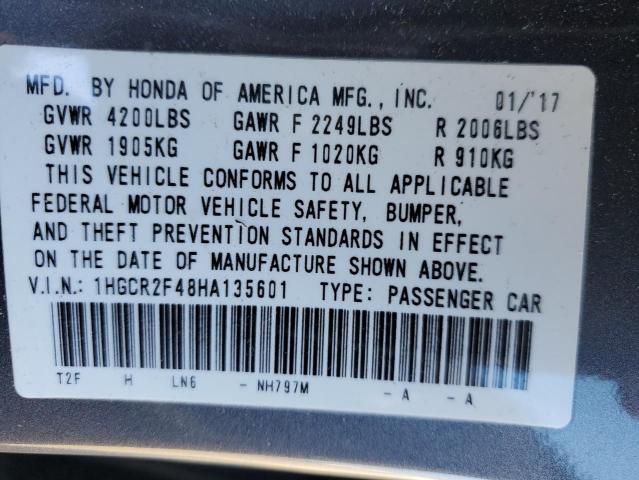 MFD. BY HONDA OF AMERICA MFG., INC. 01/'17
GVWR 4200LBS GAWR F 2249LBS R 2006LBS
GVWR 1905KG GAWR F 1020KG R 910KG
THIS VEHICLE CONFORMS TO ALL APPLICABLE
FEDERAL MOTOR VEHICLE SAFETY, BUMPER,
AND THEFT PREVENTION STANDARDS IN EFFECT
ON THE DATE OF MANUFACTURE SHOWN ABOVE.
V.I.N.: 1HGCR2F48HA135601 TYPE: PASSENGER CAR
T2F H LN6 - NH797M - A - A